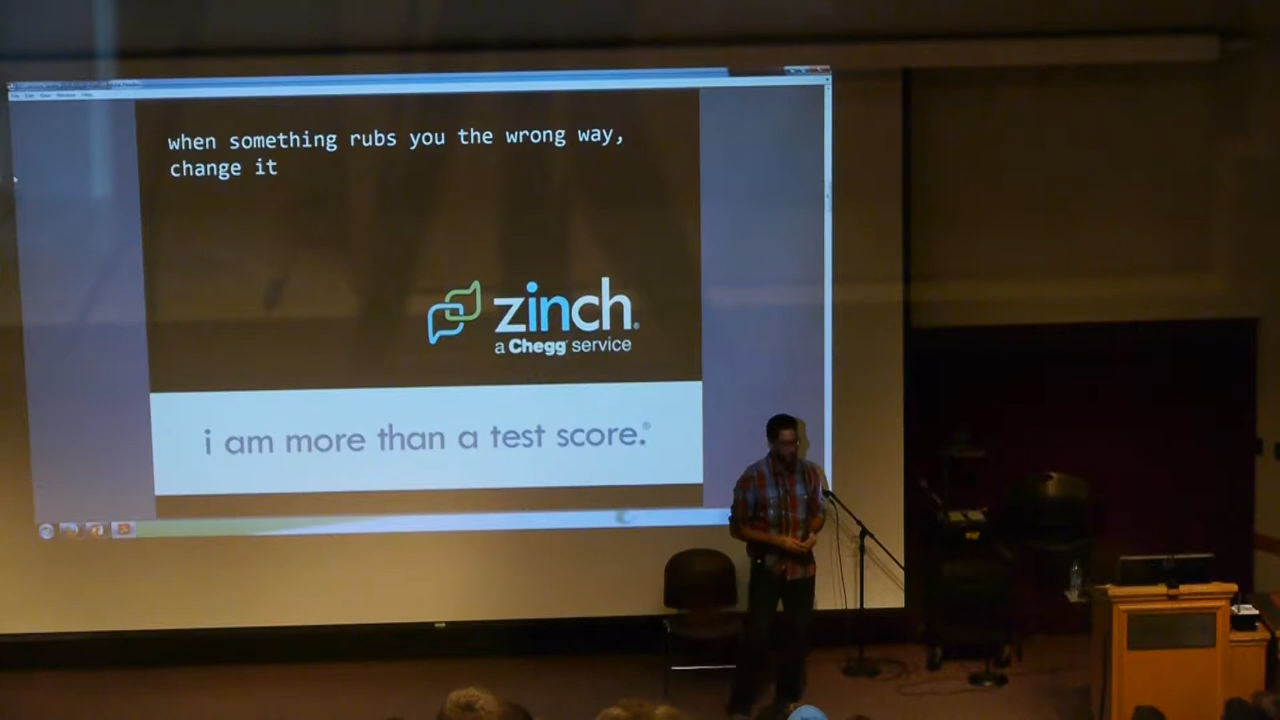 when something rubs you the wrong way,
change it
zinch®
a Chegg service
i am more than a test score.®